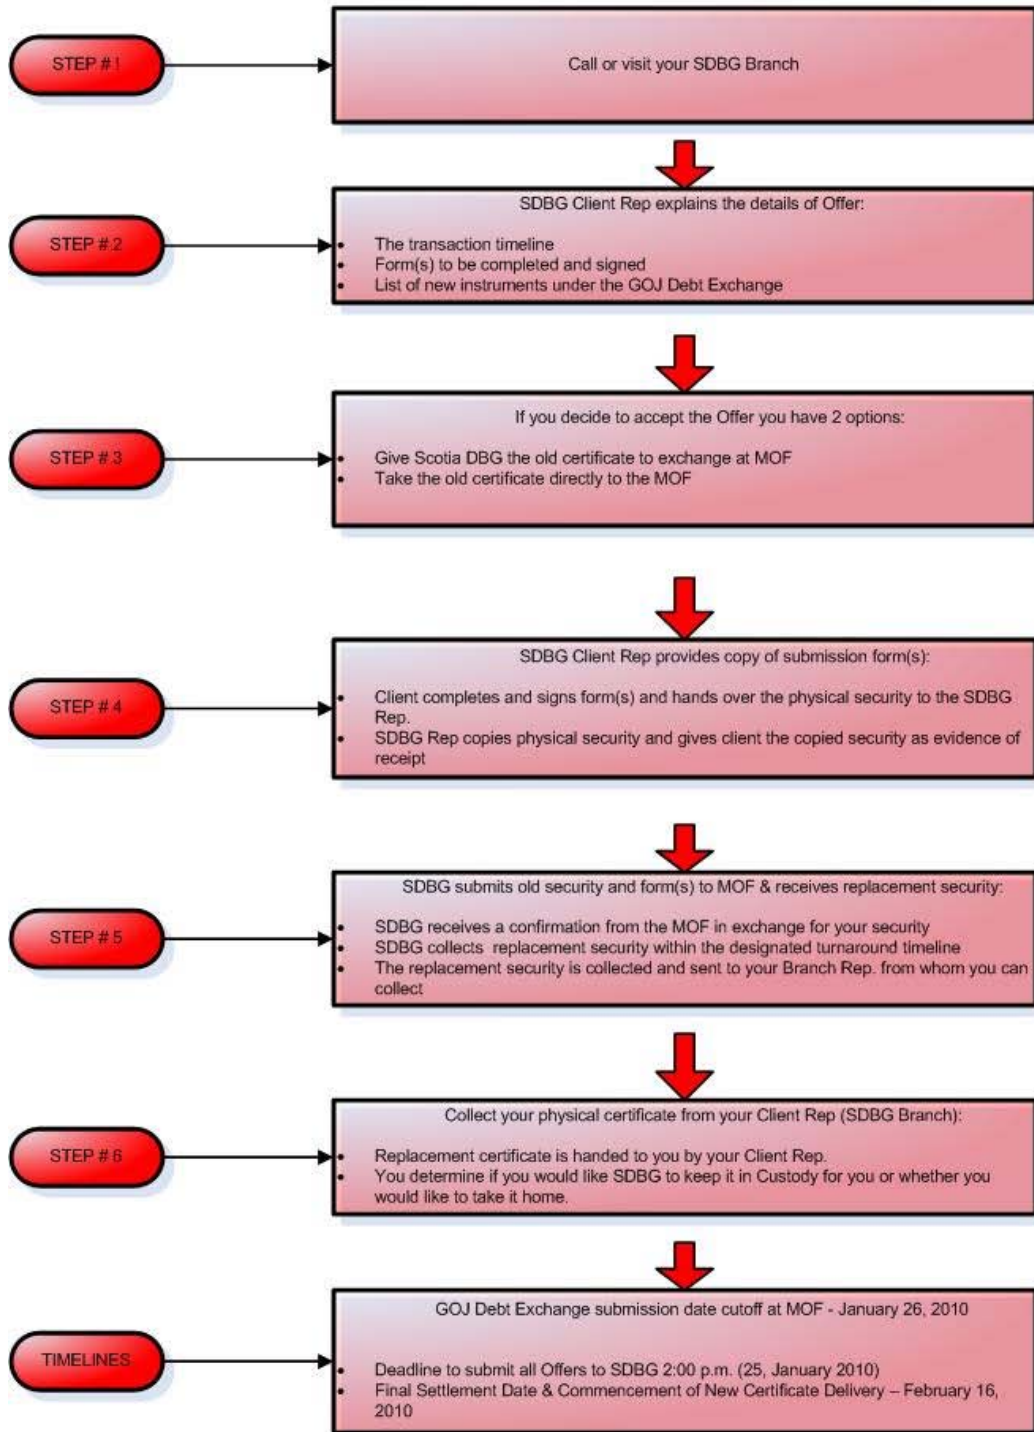 STEP # !
Call or visit your SDBG Branch
STEP # 2
SDBG Client Rep explains the details of Offer:
• The transaction timeline
• Form(s) to be completed and signed
• List of new instruments under the GOJ Debt Exchange
STEP # 3
If you decide to accept the Offer you have 2 options:
• Give Scotia DBG the old certificate to exchange at MOF
• Take the old certificate directly to the MOF
STEP # 4
SDBG Client Rep provides copy of submission form(s):
• Client completes and signs form(s) and hands over the physical security to the SDBG
Rep.
• SDBG Rep copies physical security and gives client the copied security as evidence of
receipt
STEP # 5
SDBG submits old security and form(s) to MOF & receives replacement security:
• SDBG receives a confirmation from the MOF in exchange for your security
• SDBG collects replacement security within the designated turnaround timeline
• The replacement security is collected and sent to your Branch Rep. from whom you can
collect
STEP # 6
Collect your physical certificate from your Client Rep (SDBG Branch):
• Replacement certificate is handed to you by your Client Rep.
• You determine if you would like SDBG to keep it in Custody for you or whether you
would like to take it home.
TIMELINES
GOJ Debt Exchange submission date cutoff at MOF - January 26, 2010
• Deadline to submit all Offers to SDBG 2:00 p.m. (25, January 2010)
• Final Settlement Date & Commencement of New Certificate Delivery – February 16,
2010